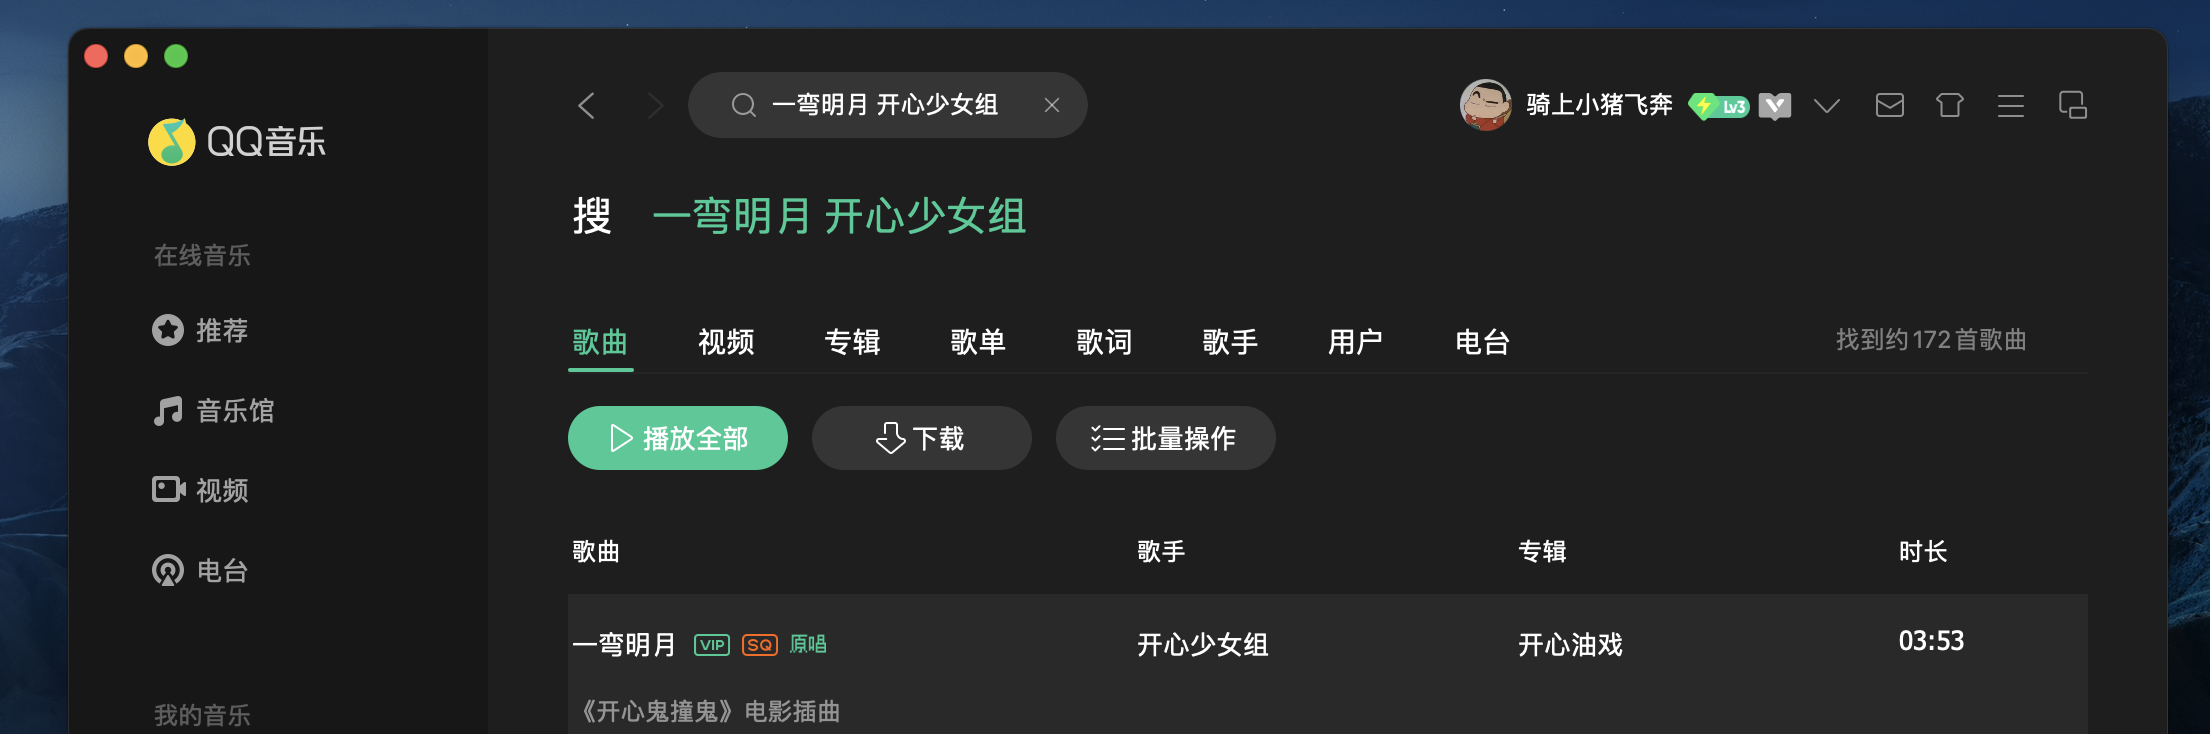 一弯明月 开心少女组
骑上小猪飞奔 Lv3
QQ音乐
搜 一弯明月 开心少女组
在线音乐
推荐
音乐馆
视频
电台
我的音乐
歌曲 视频 专辑 歌单 歌词 歌手 用户 电台 找到约172首歌曲
播放全部 下载 批量操作
歌曲 歌手 专辑 时长
一弯明月 VIP SQ 原唱 开心少女组 开心油戏 03:53
《开心鬼撞鬼》电影插曲